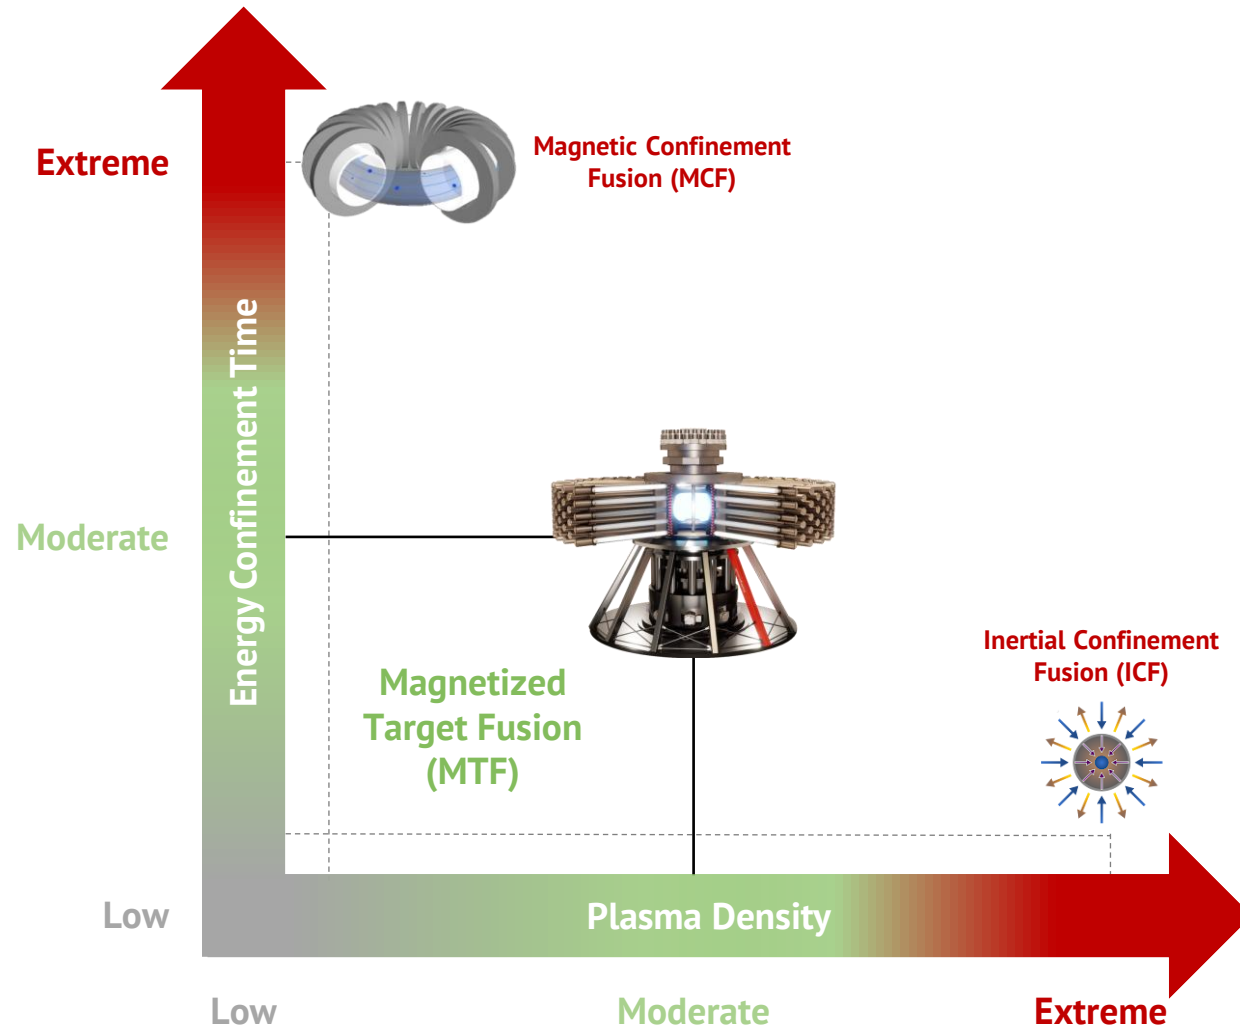 Extreme
Magnetic Confinement
Fusion (MCF)
Energy Confinement Time
Moderate
Magnetized
Target Fusion
(MTF)
Inertial Confinement
Fusion (ICF)
Low
Plasma Density
Low
Moderate
Extreme